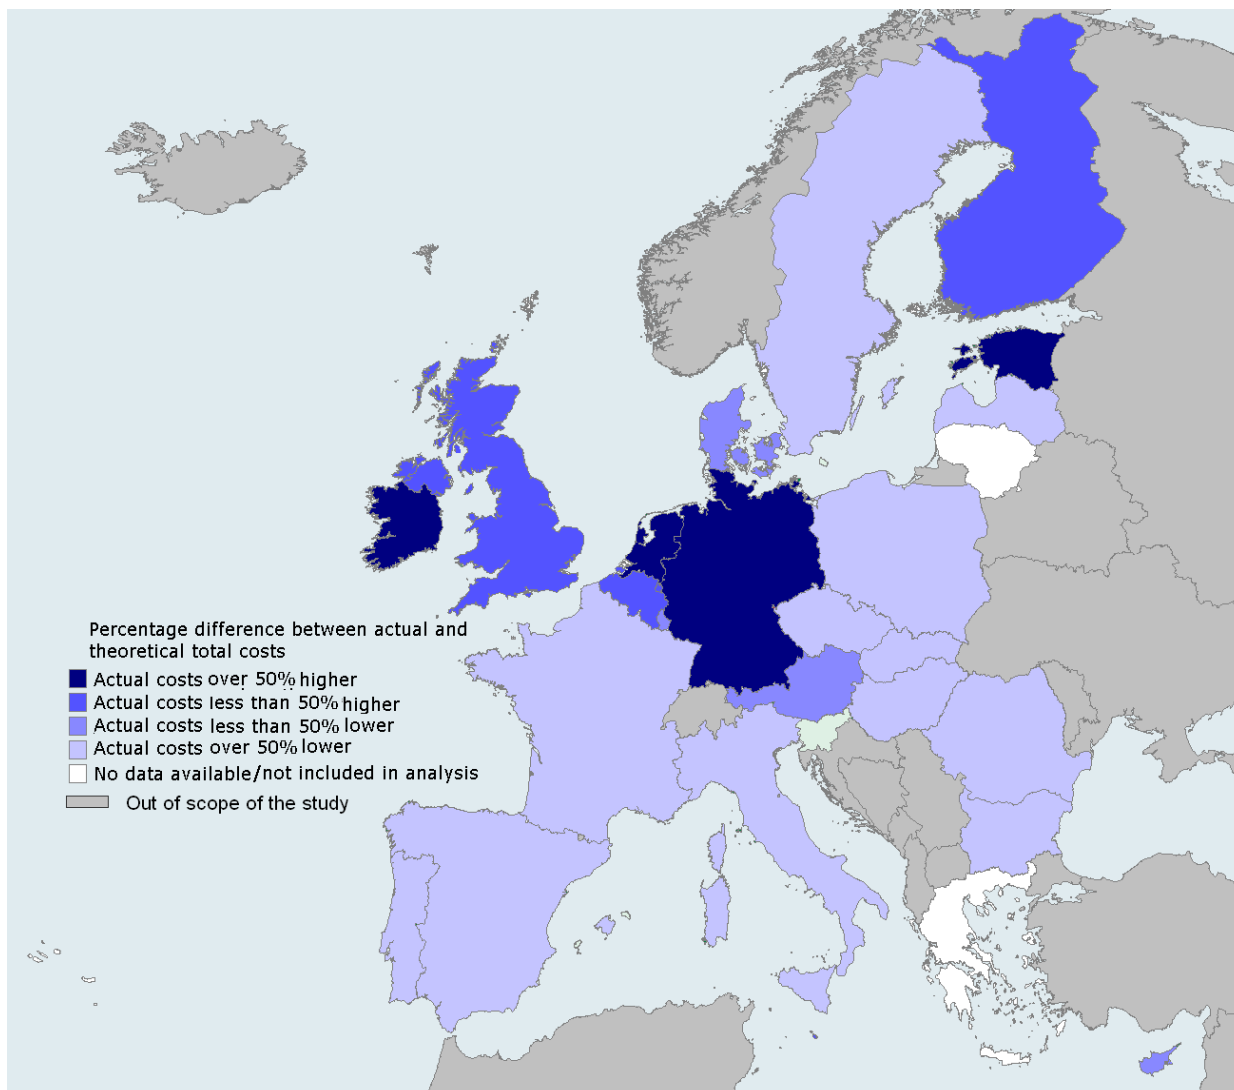 Percentage difference between actual and
theoretical total costs
Actual costs over 50% higher
Actual costs less than 50% higher
Actual costs less than 50% lower
Actual costs over 50% lower
No data available/not included in analysis
Out of scope of the study